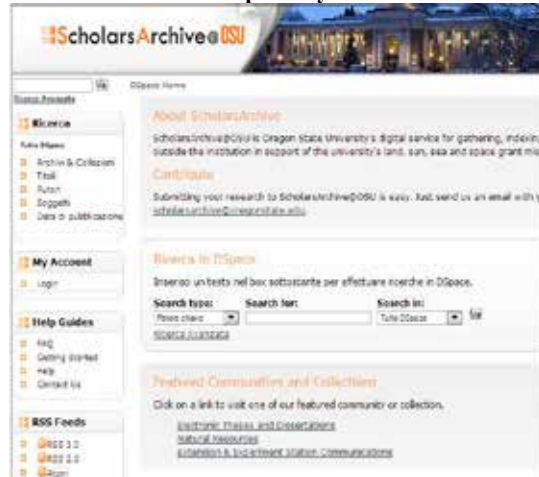 ScholarsArchive@OSU
DSpace Home
Ricerca Avanzata
Ricerca
Archivi & Collezioni
Titoli
Autori
Soggetti
Data di pubblicazione
My Account
Login
Help Guides
FAQ
Getting Started
Help
Contact Us
RSS Feeds
RSS 1.0
RSS 2.0
Atom
About ScholarsArchive
ScholarsArchive@OSU is Oregon State University's digital service for gathering, indexing
outside the institution in support of the university's land, sun, sea and space grant
Contribute
Submitting your research to ScholarsArchive@OSU is easy. Just send us an email with
scholarsarchive@oregonstate.edu
Ricerca in DSpace
Inserisci un testo nel box sottostante per effettuare ricerche in DSpace.
Search type: Search for: Search in:
Parole chiave Tutto DSpace
Ricerca Avanzata
Featured Communities and Collections
Click on a link to visit one of our featured community or collection.
Electronic Theses and Dissertations
Natural Resources
Extension & Experiment Station Communications